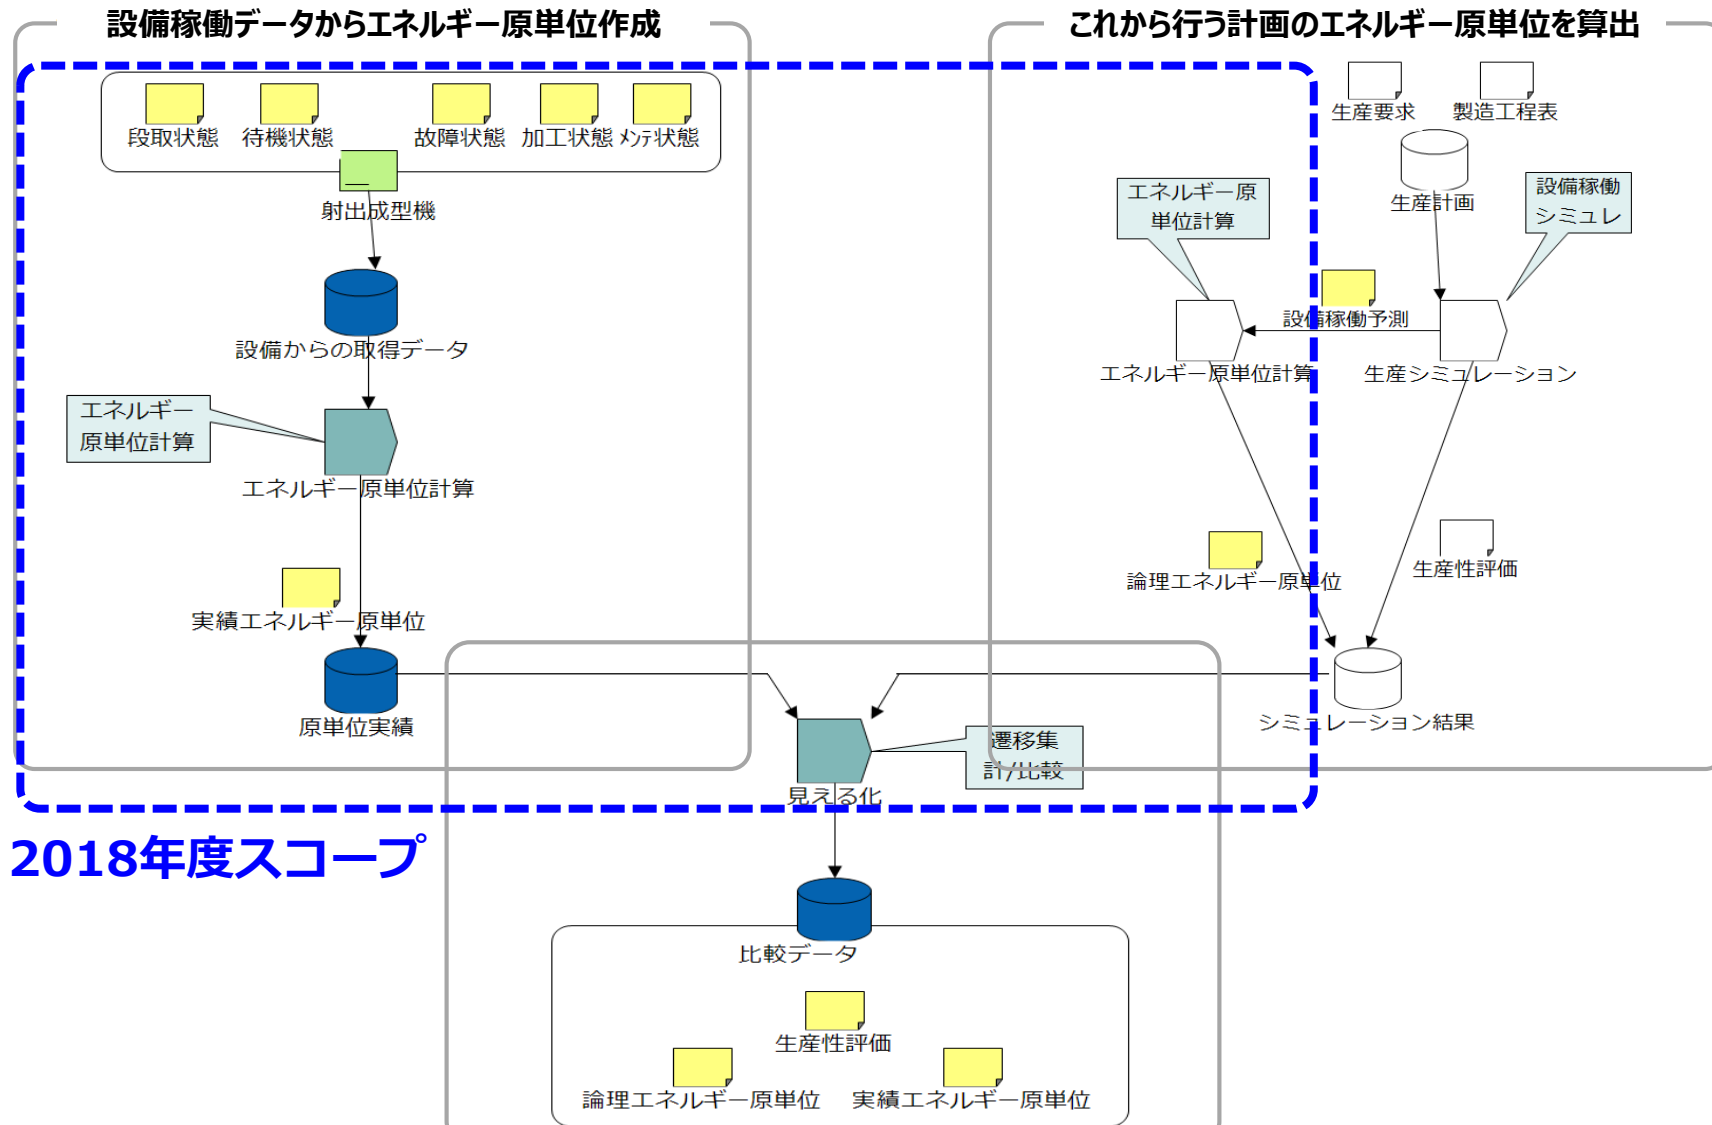 設備稼働データからエネルギー原単位作成
これから行う計画のエネルギー原単位を算出
段取状態
待機状態
故障状態
加工状態
ﾒﾝﾃ状態
射出成型機
設備からの取得データ
エネルギー
原単位計算
エネルギー原単位計算
実績エネルギー原単位
原単位実績
生産要求
製造工程表
生産計画
エネルギー原
単位計算
設備稼働
シミュレ
設備稼働予測
エネルギー原単位計算
生産シミュレーション
論理エネルギー原単位
生産性評価
シミュレーション結果
遷移集
計/比較
見える化
2018年度スコープ
比較データ
生産性評価
論理エネルギー原単位
実績エネルギー原単位